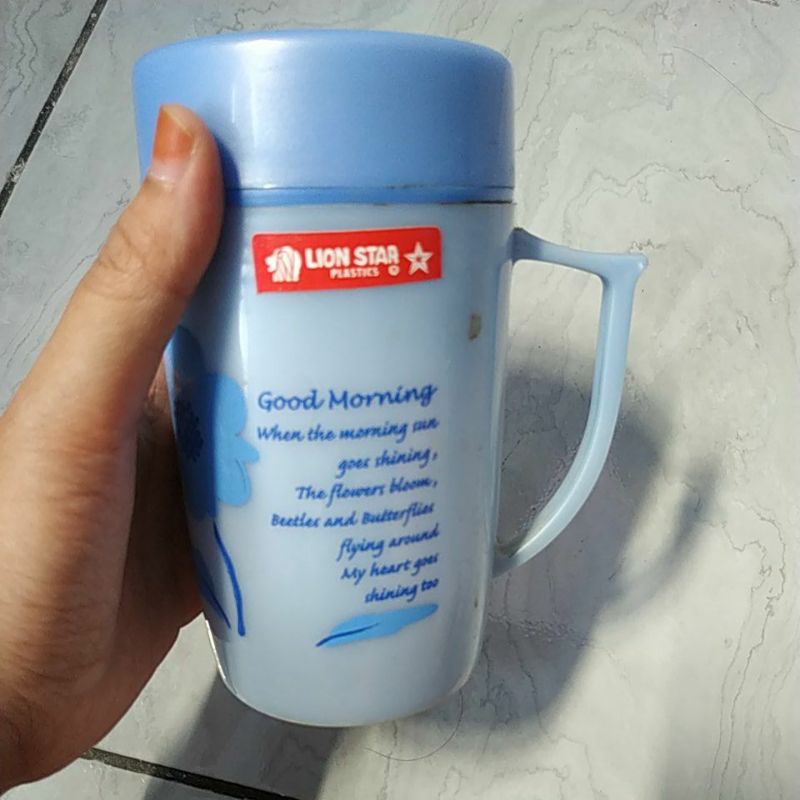 LION STAR
PLASTICS
Good Morning
When the morning sun
goes shining,
The flowers bloom,
Beetles and Butterflies
flying around
My heart goes
shining too